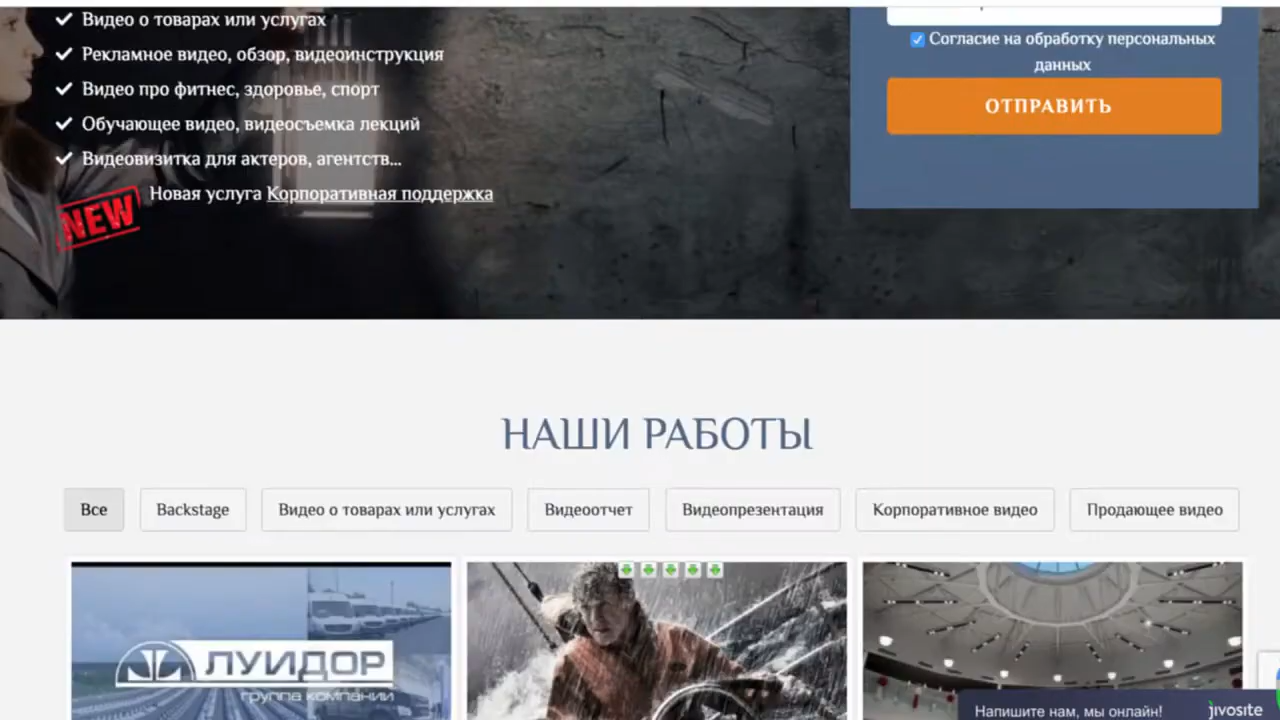 Видео о товарах или услугах
Рекламное видео, обзор, видеоинструкция
Видео про фитнес, здоровье, спорт
Обучающее видео, видеосъемка лекций
Видеовизитка для актеров, агентств...
NEW
Новая услуга Корпоративная поддержка
Согласие на обработку персональных
данных
ОТПРАВИТЬ
НАШИ РАБОТЫ
Все
Backstage
Видео о товарах или услугах
Видеоотчет
Видеопрезентация
Корпоративное видео
Продающее видео
ЛУИДОР
группа компании
Напишите нам, мы онлайн!
jivosite